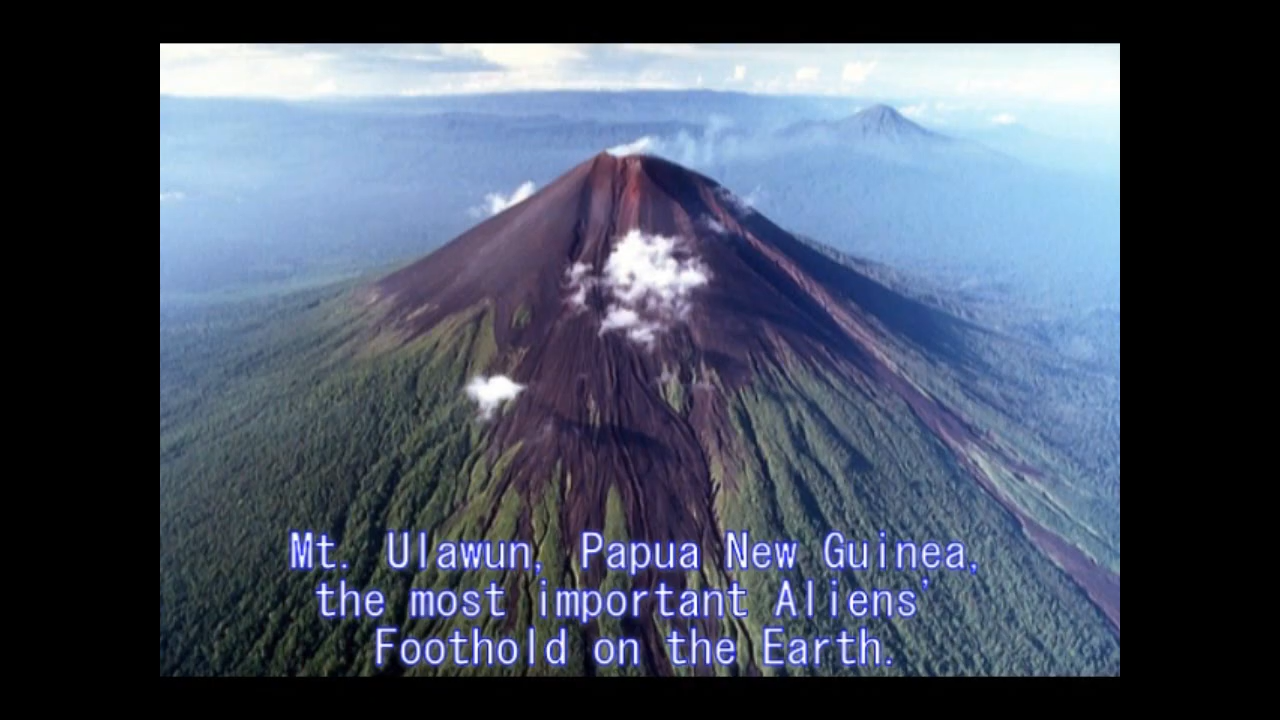 Mt. Ulawun, Papua New Guinea,
the most important Aliens'
Foothold on the Earth.